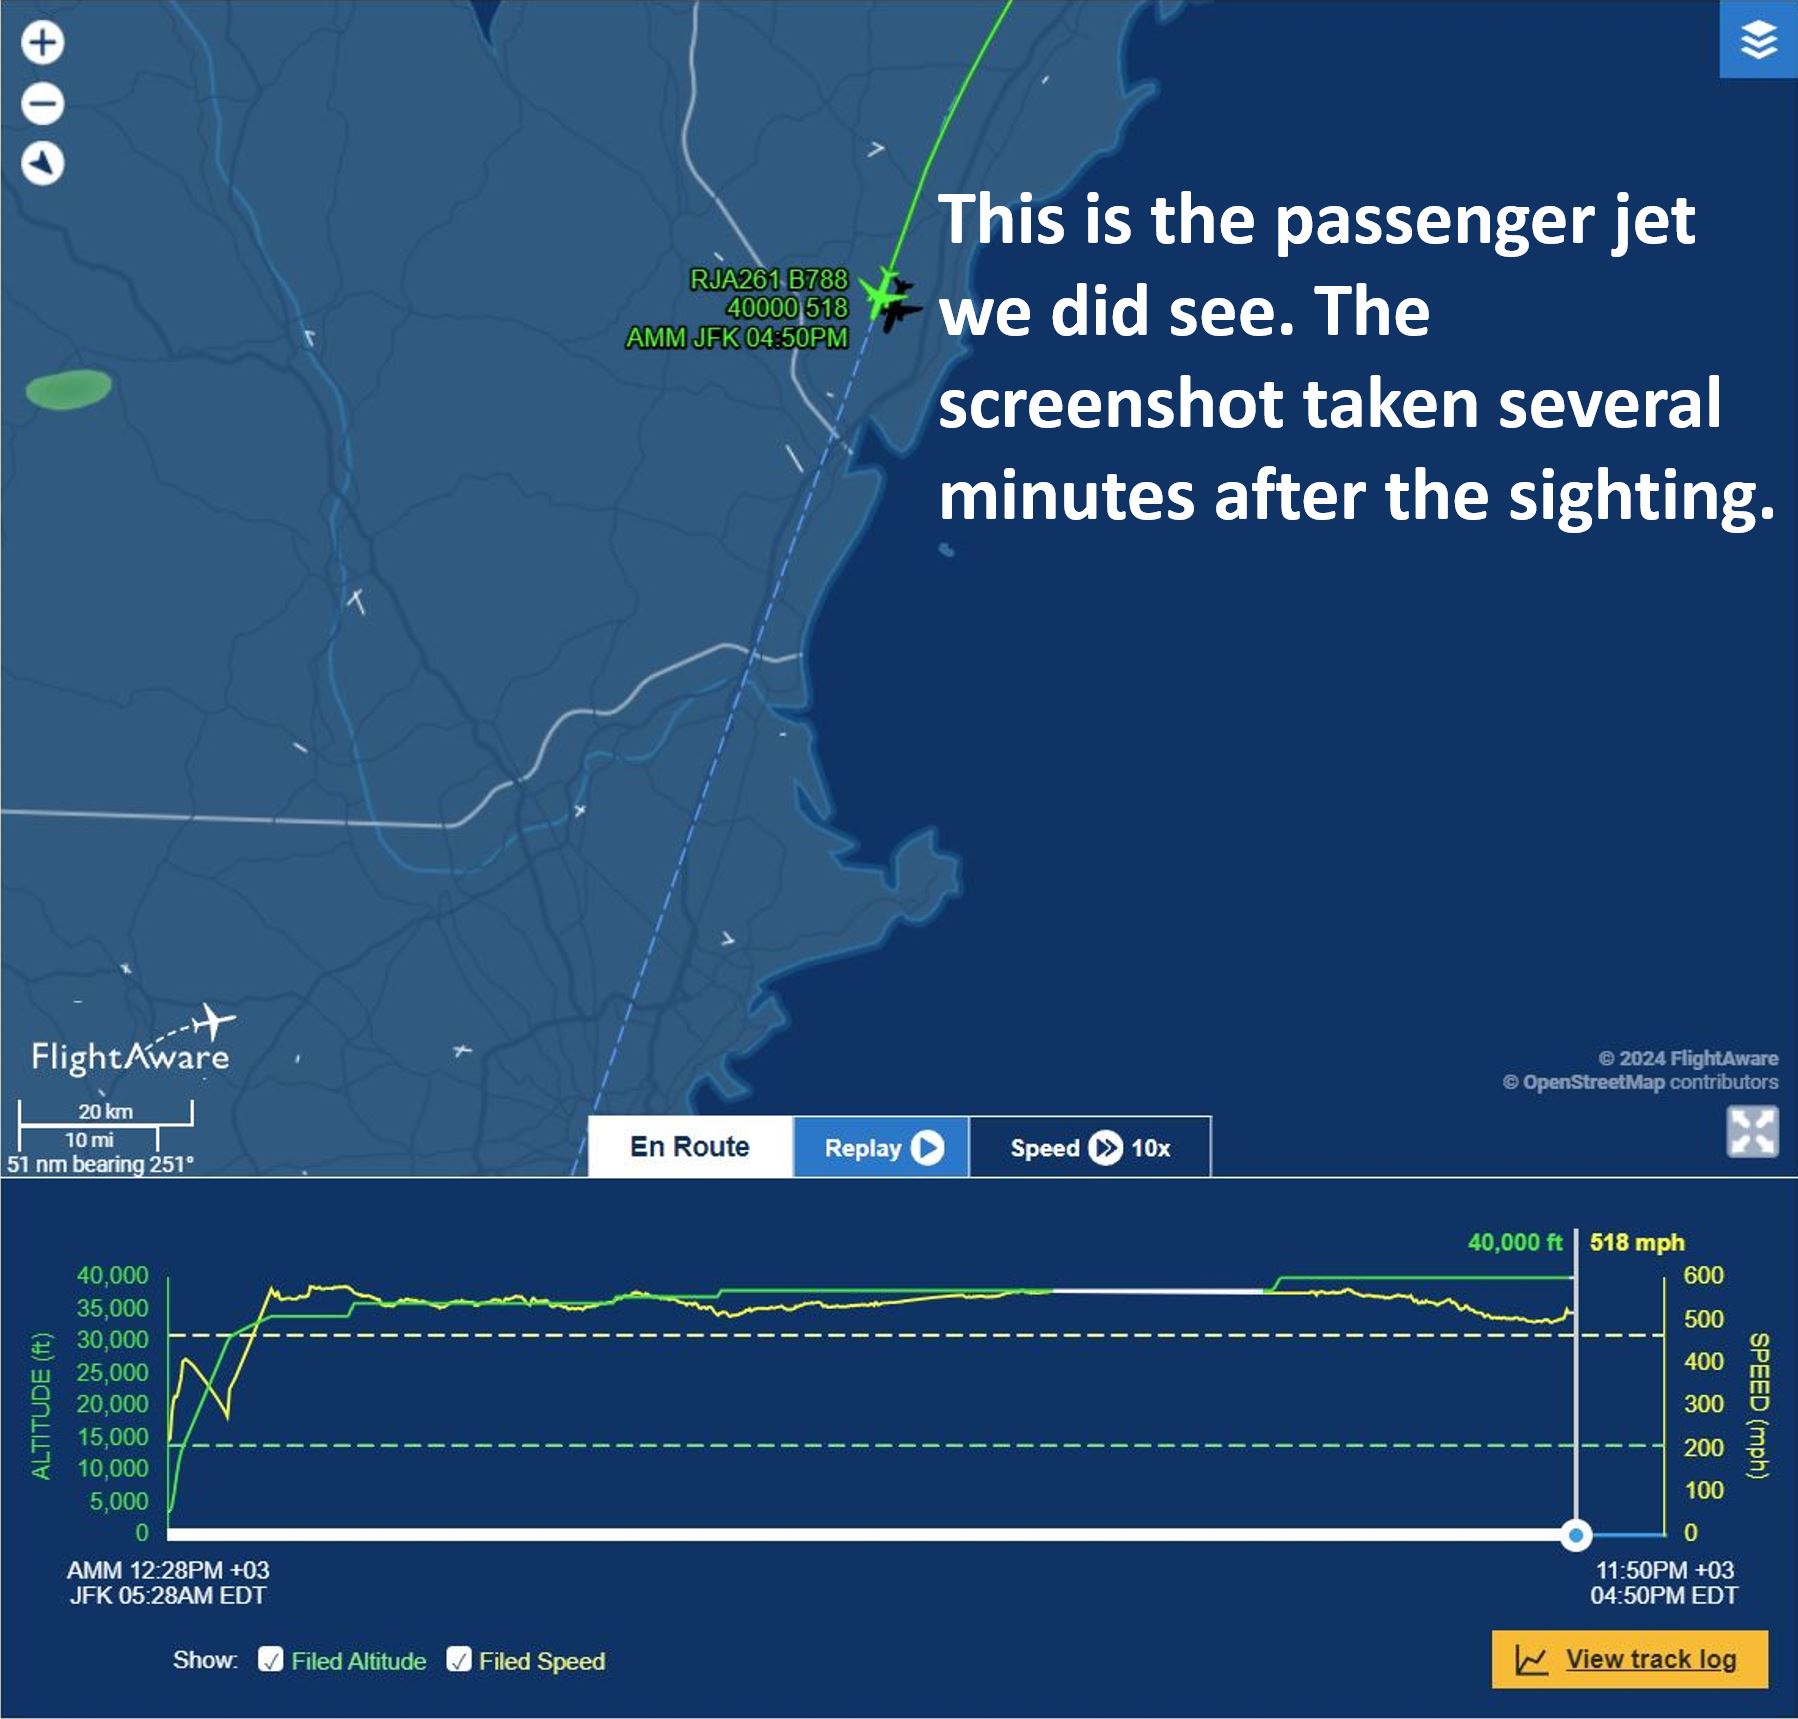 This is the passenger jet
we did see. The
screenshot taken several
minutes after the sighting.
RJA261 B788
40000 518
AMM JFK 04:50PM
FlightAware
20 km
10 mi
51 nm bearing 251°
© 2024 FlightAware
© OpenStreetMap contributors
En Route
Replay
Speed 10x
40,000 ft 518 mph
ALTITUDE (ft)
40,000
35,000
30,000
25,000
20,000
15,000
10,000
5,000
0
600
500
400
300
200
100
0
SPEED (mph)
AMM 12:28PM +03
JFK 05:28AM EDT
11:50PM +03
04:50PM EDT
Show: Filed Altitude Filed Speed
View track log